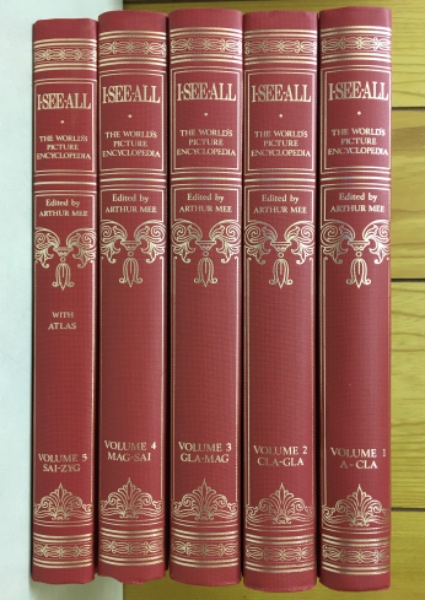 I·SEE·ALL
THE WORLD'S
PICTURE
ENCYCLOPEDIA
Edited by
ARTHUR MEE
WITH
ATLAS
VOLUME 5
SAI-ZYG
I·SEE·ALL
THE WORLD'S
PICTURE
ENCYCLOPEDIA
Edited by
ARTHUR MEE
VOLUME 4
MAG-SAI
I·SEE·ALL
THE WORLD'S
PICTURE
ENCYCLOPEDIA
Edited by
ARTHUR MEE
VOLUME 3
GLA-MAG
I·SEE·ALL
THE WORLD'S
PICTURE
ENCYCLOPEDIA
Edited by
ARTHUR MEE
VOLUME 2
CLA-GLA
I·SEE·ALL
THE WORLD'S
PICTURE
ENCYCLOPEDIA
Edited by
ARTHUR MEE
VOLUME 1
A-CLA